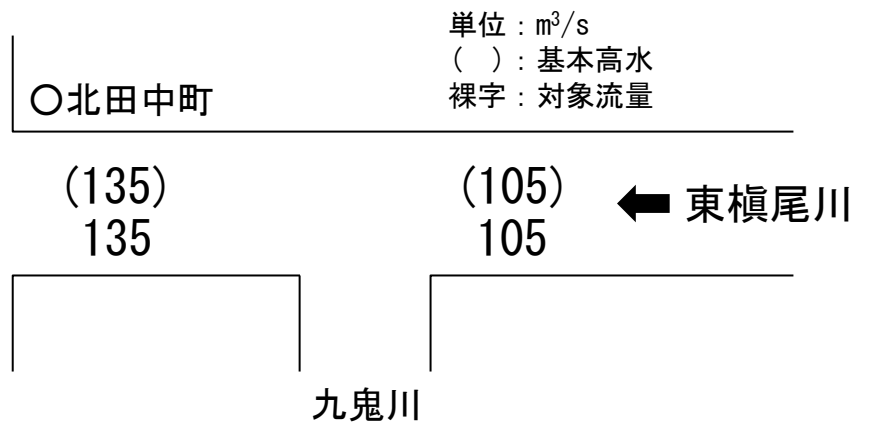 単位：m³/s
（　）：基本高水
裸字：対象流量
〇北田中町
(135)
135
(105)
105
東槇尾川
九鬼川